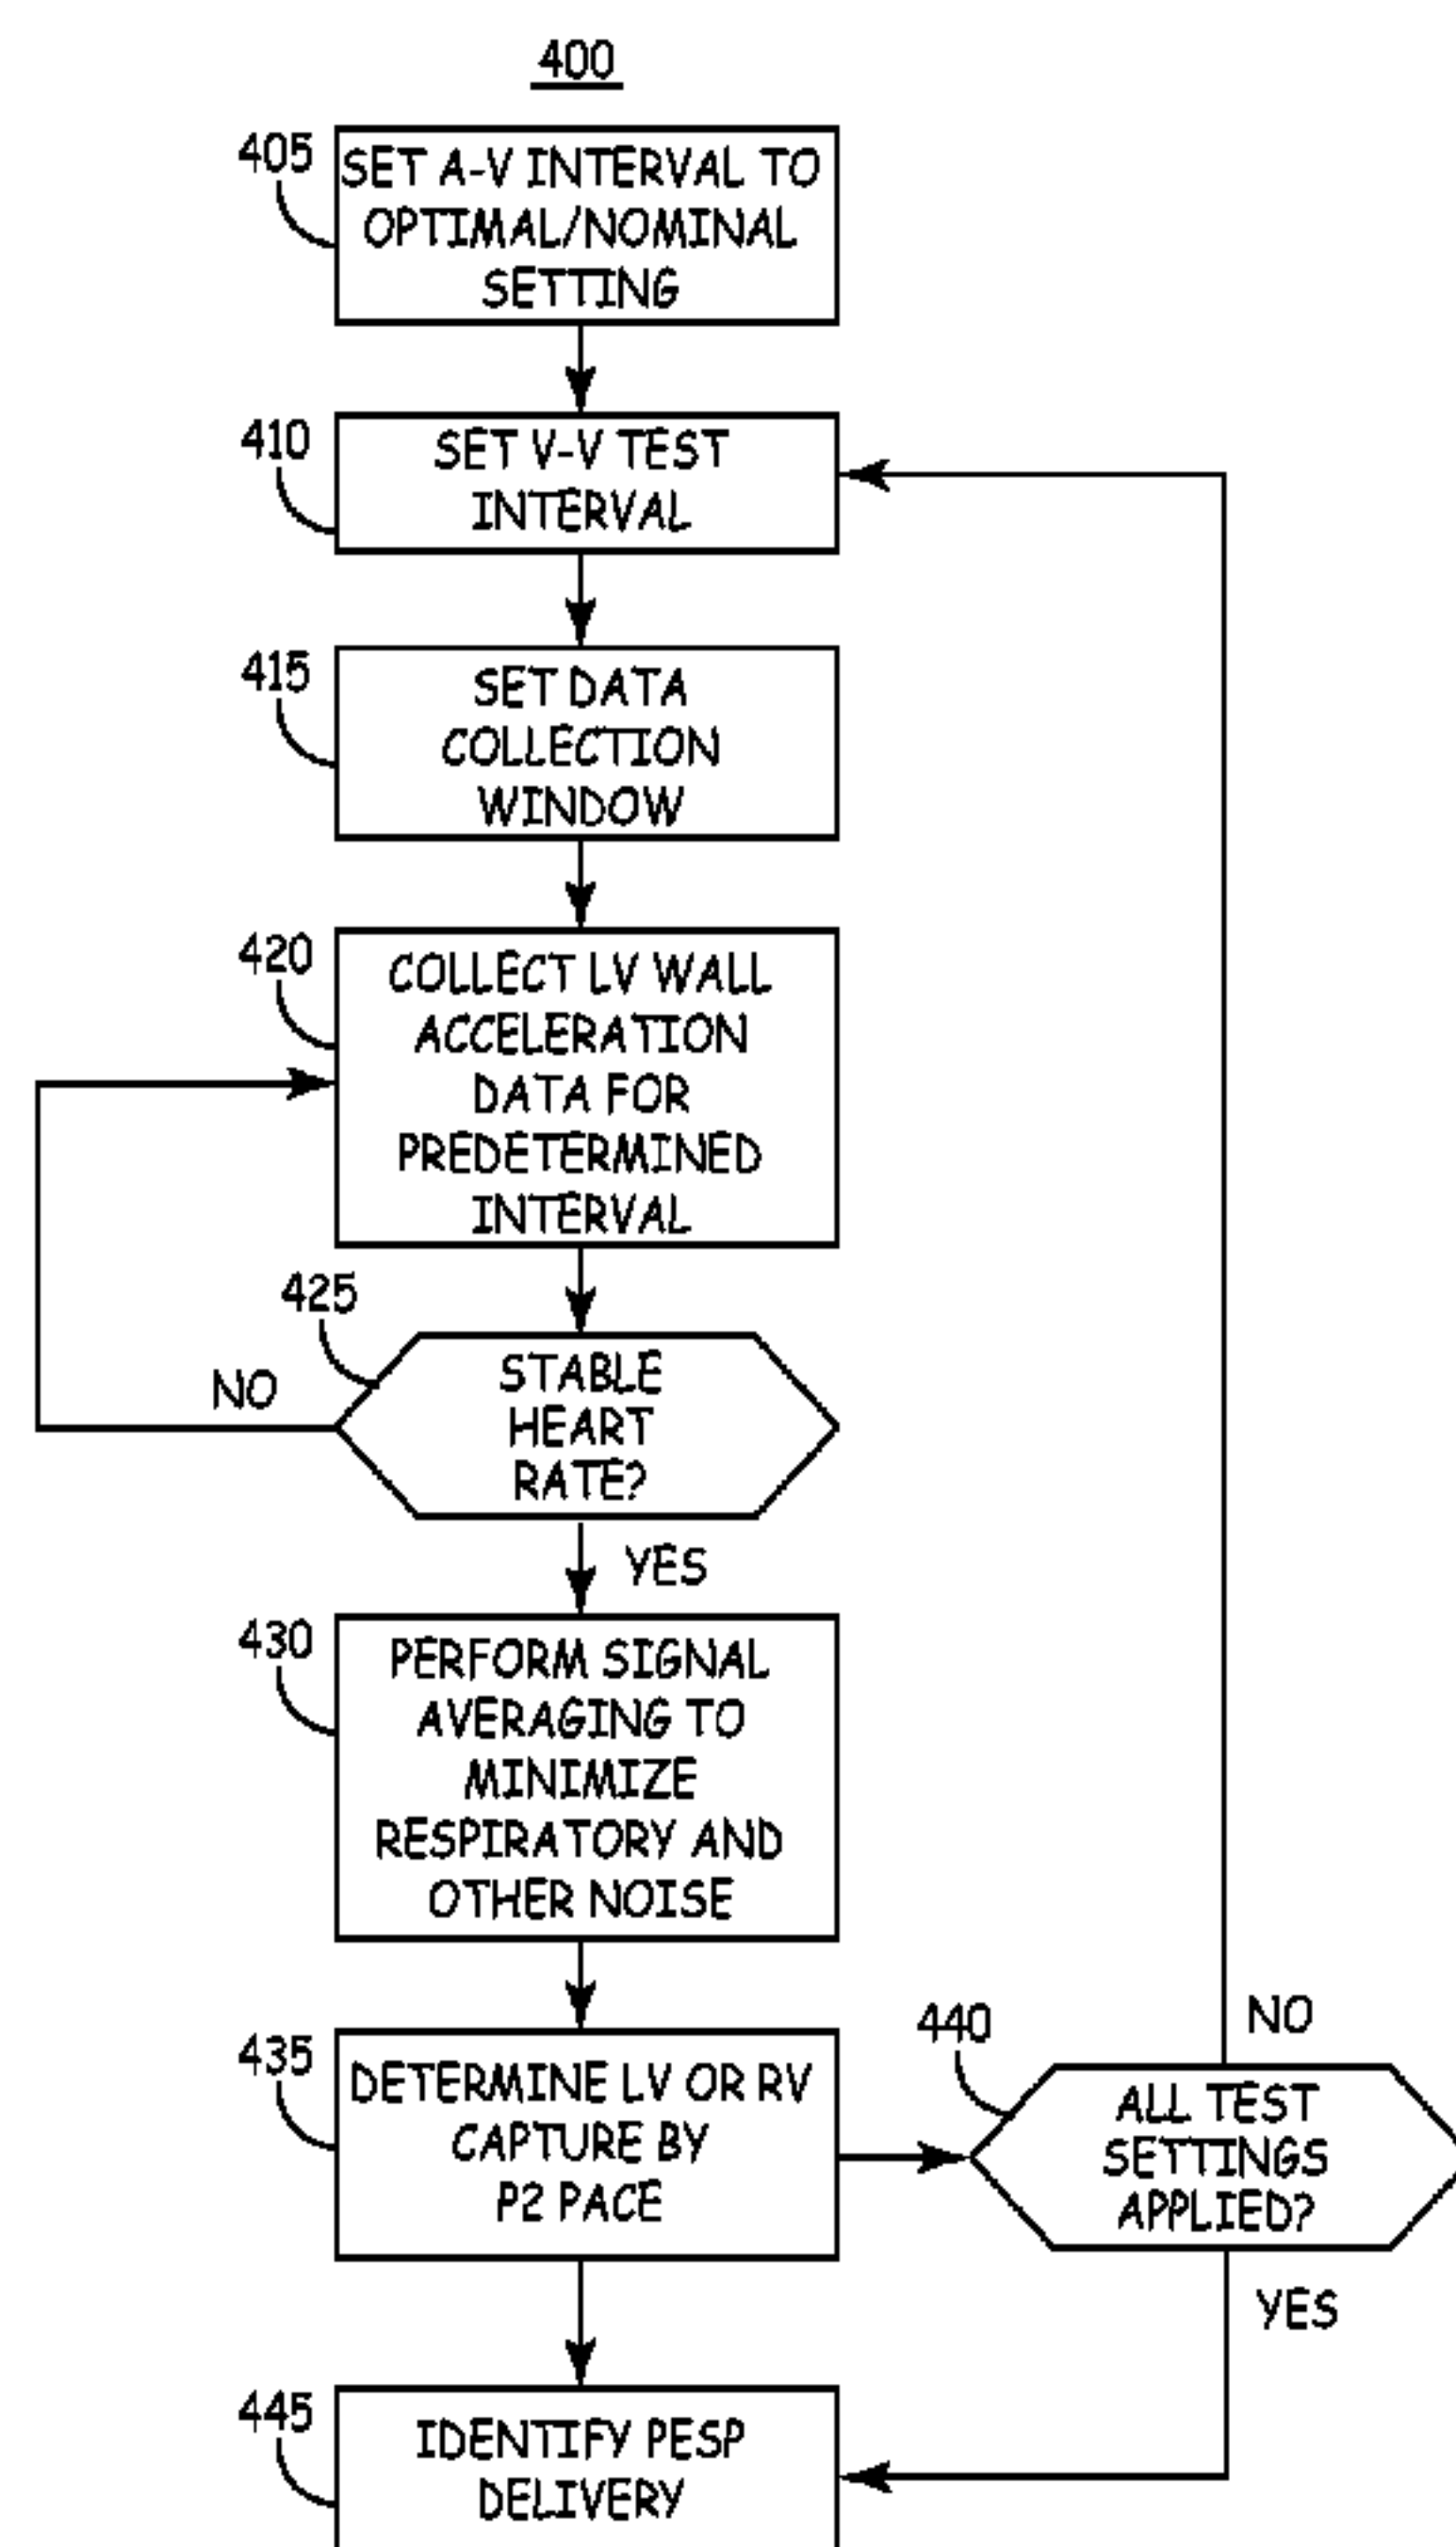 400
405
SET A-V INTERVAL TO
OPTIMAL/NOMINAL
SETTING
410
SET V-V TEST
INTERVAL
415
SET DATA
COLLECTION
WINDOW
420
COLLECT LV WALL
ACCELERATION
DATA FOR
PREDETERMINED
INTERVAL
425
STABLE
HEART
RATE?
NO
YES
430
PERFORM SIGNAL
AVERAGING TO
MINIMIZE
RESPIRATORY AND
OTHER NOISE
435
DETERMINE LV OR RV
CAPTURE BY
P2 PACE
440
ALL TEST
SETTINGS
APPLIED?
NO
YES
445
IDENTIFY PESP
DELIVERY